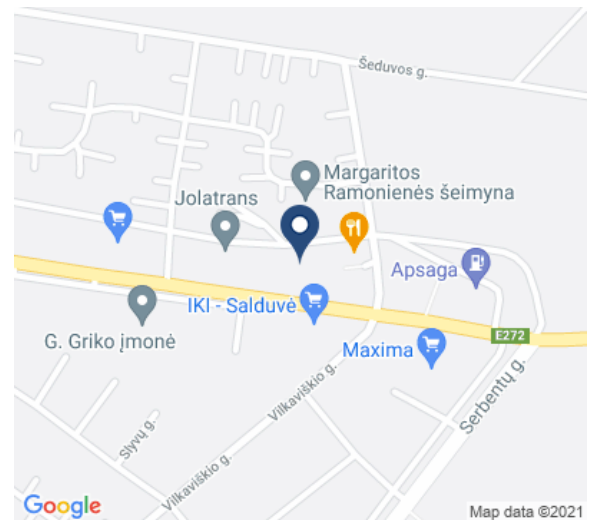 Šeduvos g.
Margaritos
Ramonienės šeimyna
Jolatrans
Apsaga
IKI - Salduvė
G. Griko įmonė
E272
Maxima
Serbentų g.
Vilkaviškio g.
Slyvų g.
Vilkaviškio g.
Google
Map data ©2021